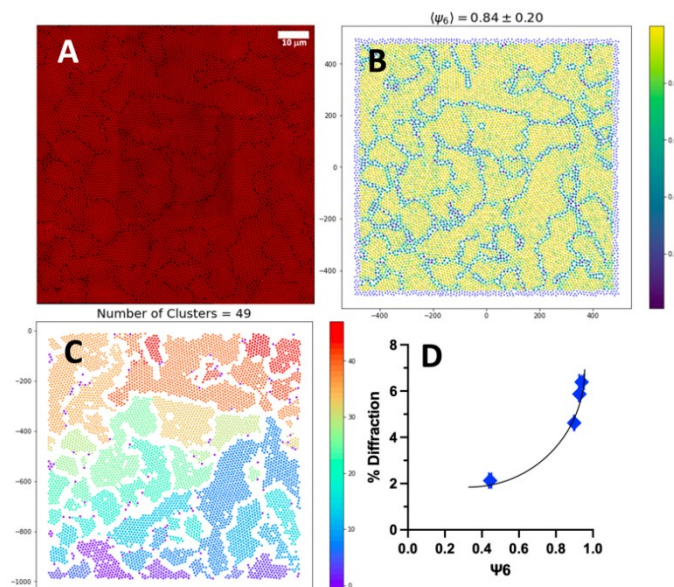 A
10 μm
B
⟨ψ₆⟩ = 0.84 ± 0.20
400
200
0
-200
-400
-400
-200
0
200
400
C
Number of Clusters = 49
0
-200
-400
-600
-800
-1000
40
30
20
10
0
D
% Diffraction
8
6
4
2
0
0.0 0.2 0.4 0.6 0.8 1.0
Ψ6